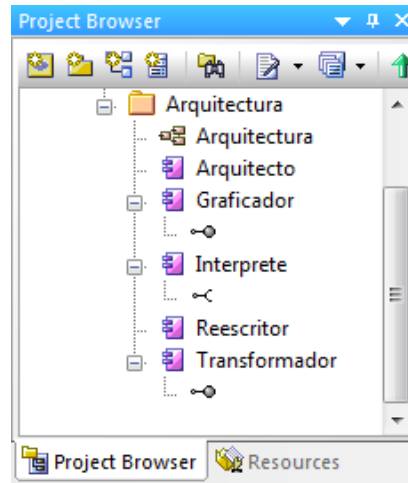 Project Browser
Arquitectura
Arquitectura
Arquitecto
Graficador
Interprete
Reescritor
Transformador
Project Browser
Resources